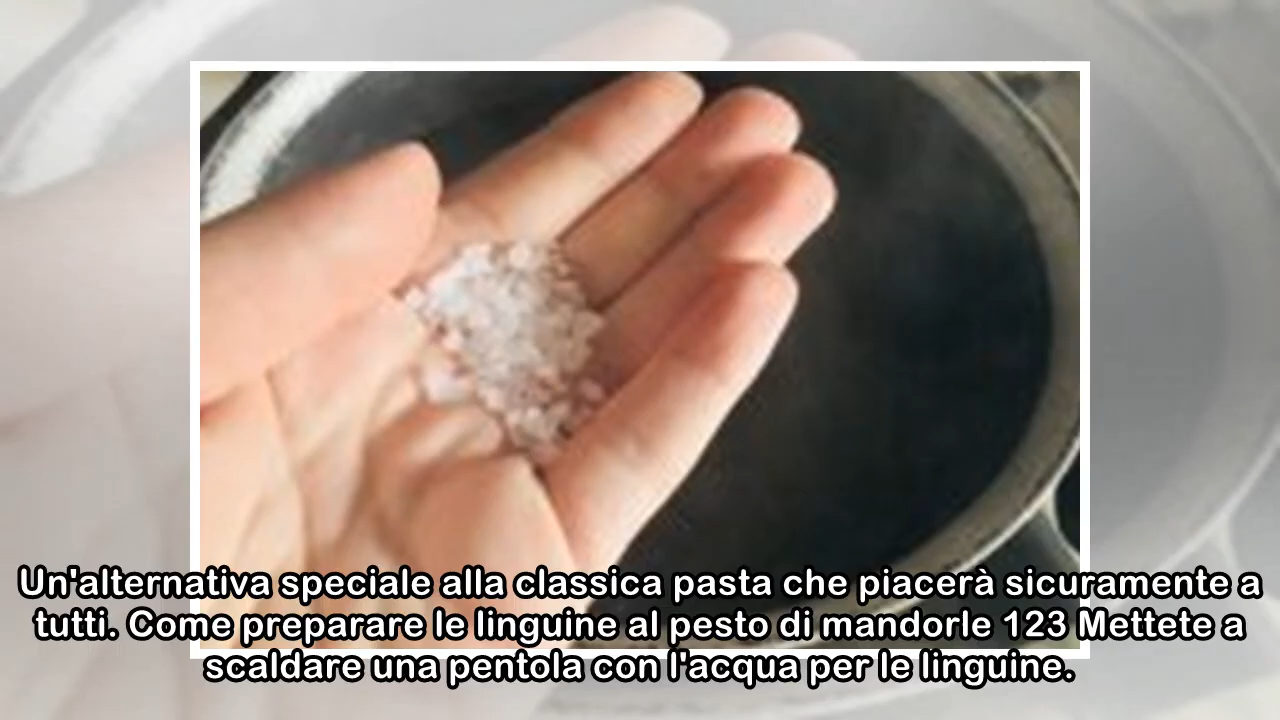 Un'alternativa speciale alla classica pasta che piacerà sicuramente a
tutti. Come preparare le linguine al pesto di mandorle 123 Mettete a
scaldare una pentola con l'acqua per le linguine.